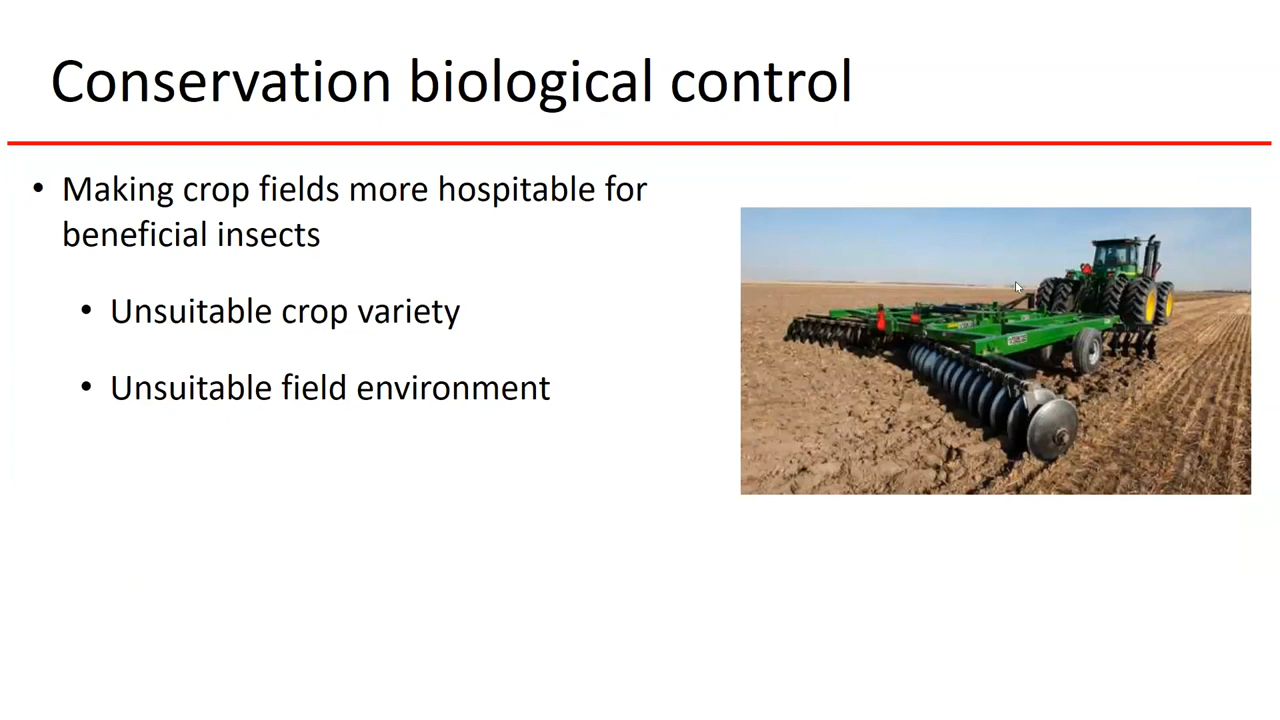 Conservation biological control
• Making crop fields more hospitable for
beneficial insects
• Unsuitable crop variety
• Unsuitable field environment